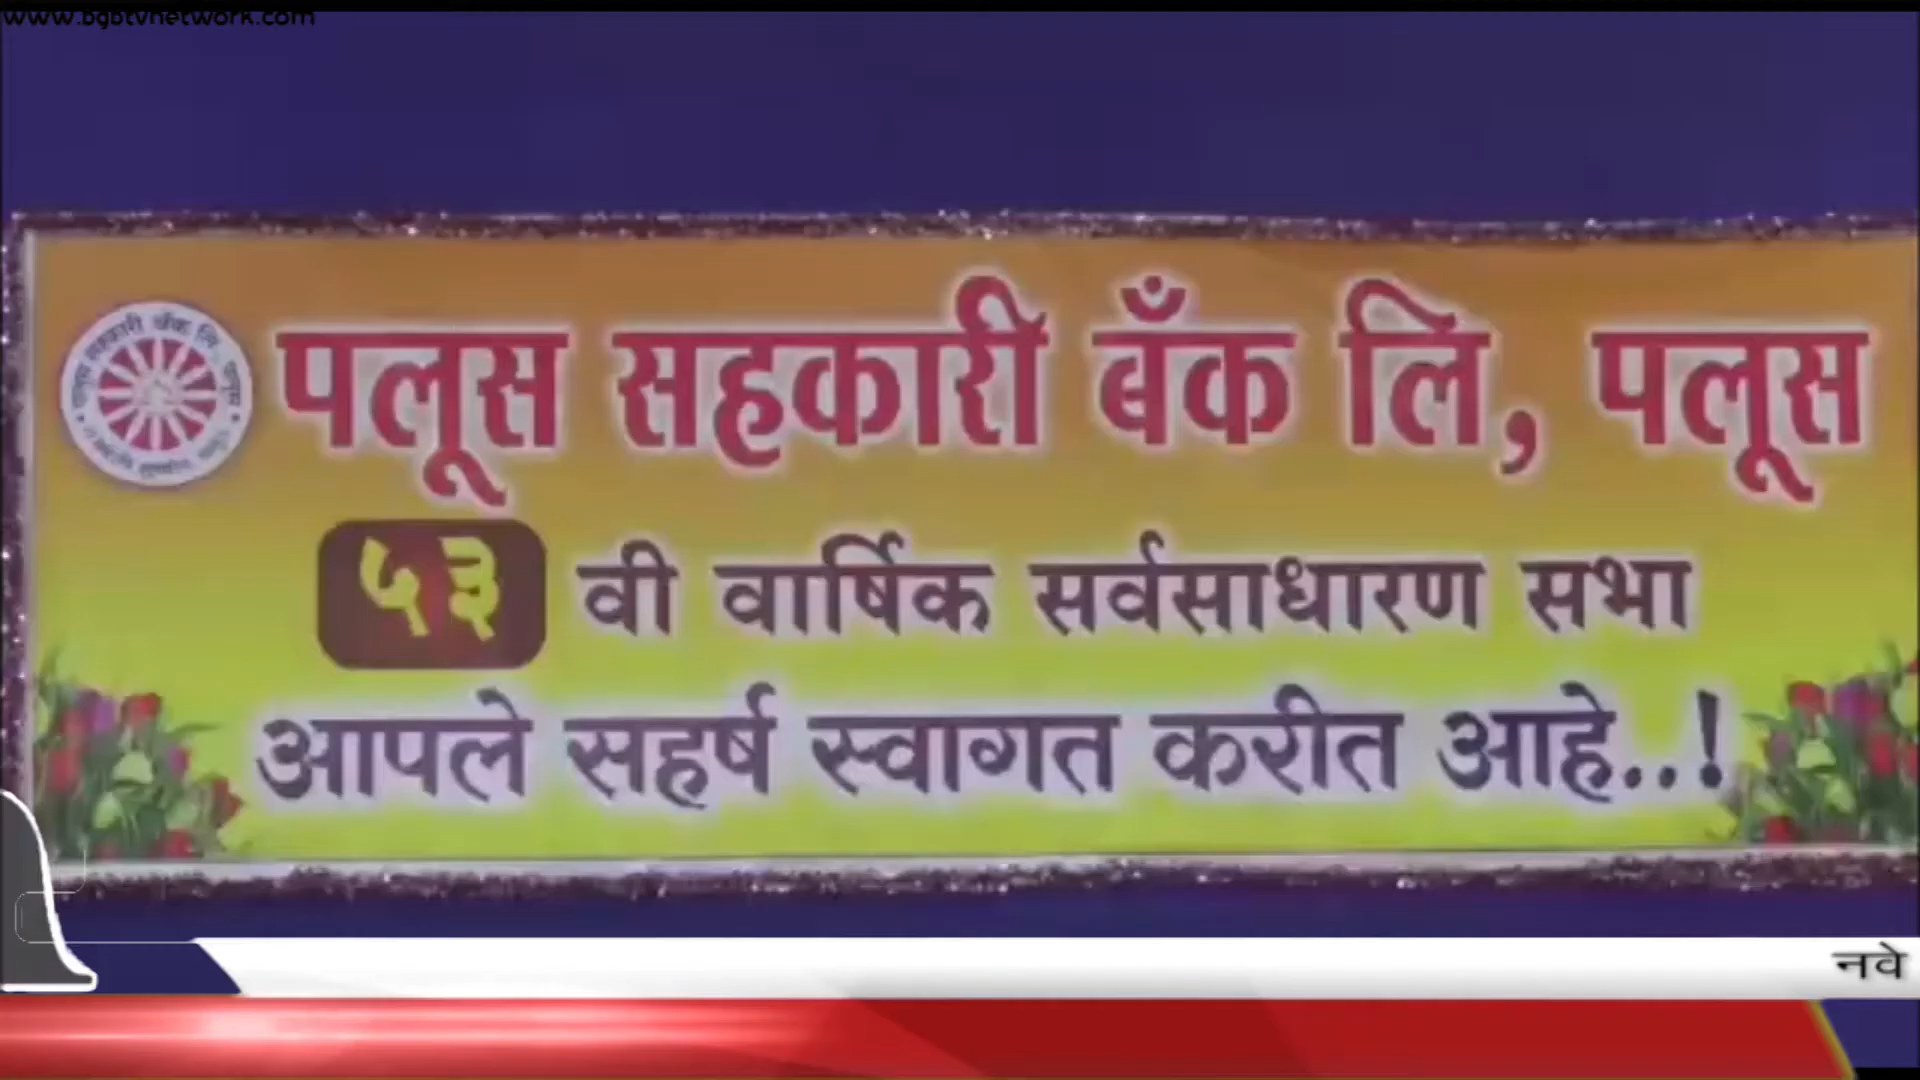 www.bgbtvnetwork.com
पलूस सहकारी बँक लि, पलूस
५३ वी वार्षिक सर्वसाधारण सभा
आपले सहर्ष स्वागत करीत आहे..!
नवे